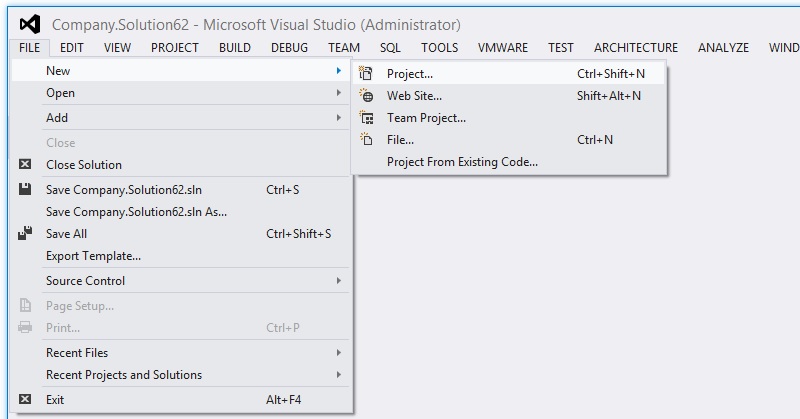 Company.Solution62 - Microsoft Visual Studio (Administrator)
FILE EDIT VIEW PROJECT BUILD DEBUG TEAM SQL TOOLS VMWARE TEST ARCHITECTURE ANALYZE WIND
New
Open
Add
Close
Close Solution
Save Company.Solution62.sln Ctrl+S
Save Company.Solution62.sln As...
Save All Ctrl+Shift+S
Export Template...
Source Control
Page Setup...
Print... Ctrl+P
Recent Files
Recent Projects and Solutions
Exit Alt+F4
Project... Ctrl+Shift+N
Web Site... Shift+Alt+N
Team Project...
File... Ctrl+N
Project From Existing Code...